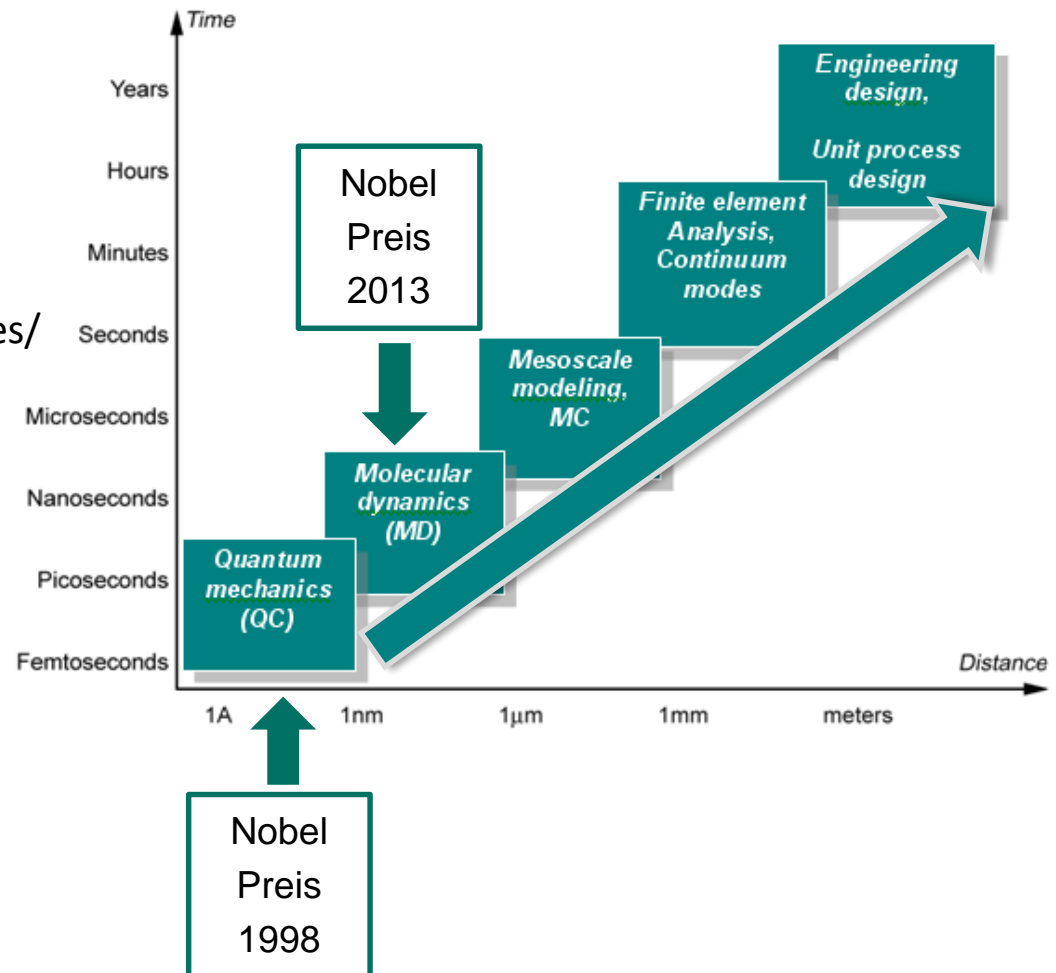 Time
Years
Hours
Minutes
Seconds
Microseconds
Nanoseconds
Picoseconds
Femtoseconds
es/
Engineering
design,
Unit process
design
Finite element
Analysis,
Continuum
modes
Mesoscale
modeling,
MC
Molecular
dynamics
(MD)
Quantum
mechanics
(QC)
Nobel
Preis
2013
Distance
1A
1nm
1μm
1mm
meters
Nobel
Preis
1998